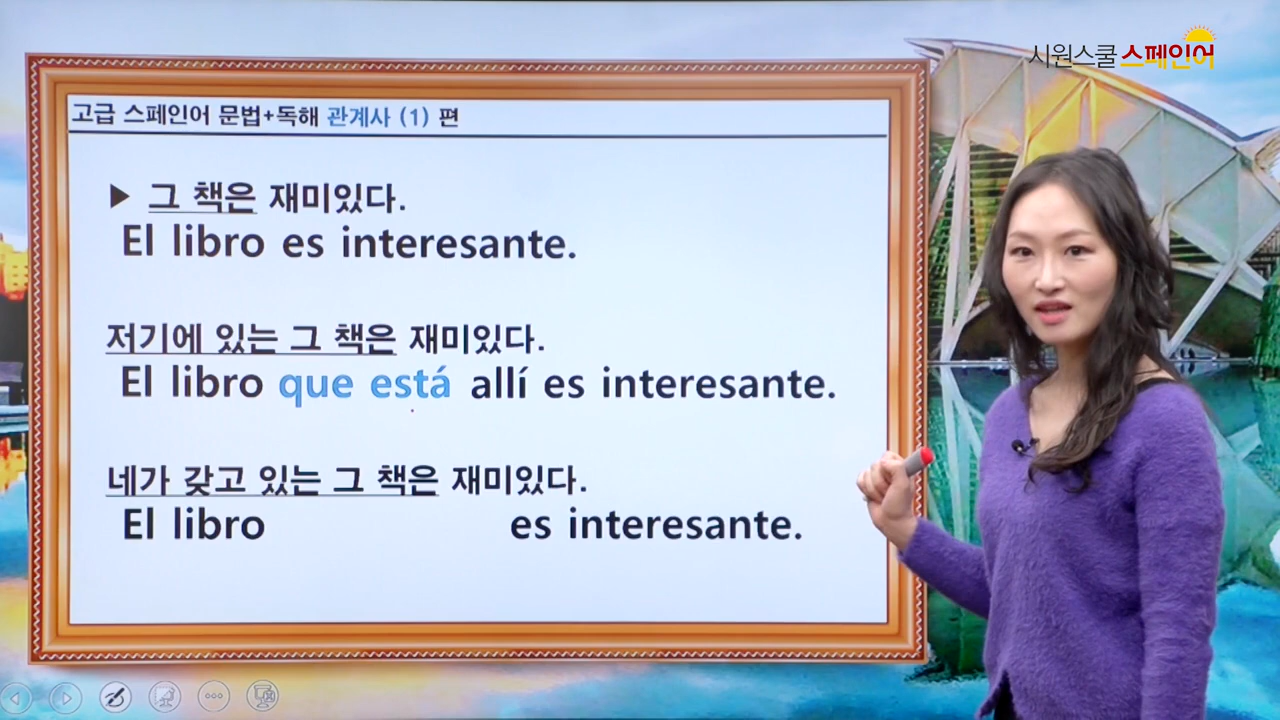 시원스쿨 스페인어
고급 스페인어 문법+독해 관계사 (1) 편
▶ 그 책은 재미있다.
El libro es interesante.
저기에 있는 그 책은 재미있다.
El libro que está allí es interesante.
네가 갖고 있는 그 책은 재미있다.
El libro es interesante.